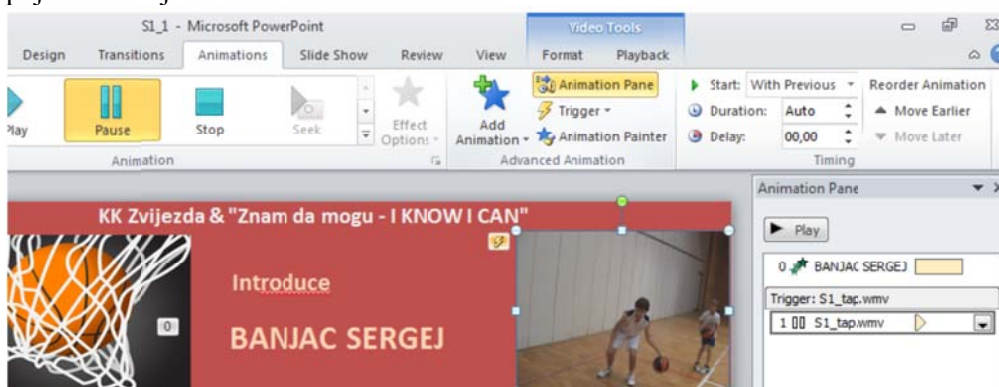 S1_1 - Microsoft PowerPoint
Video Tools
Design Transitions Animations Slide Show Review View Format Playback
Play Pause Stop Seek
Effect Options
Add Animation
Animation Pane
Trigger
Animation Painter
Start: With Previous
Duration: Auto
Delay: 00,00
Reorder Animation
Move Earlier
Move Later
Animation Advanced Animation Timing
KK Zvijezda & "Znam da mogu - I KNOW I CAN"
Introduce
BANJAC SERGEJ
0
Animation Pane
Play
0 BANJAC SERGEJ
Trigger: S1_tap.wmv
1 S1_tap.wmv